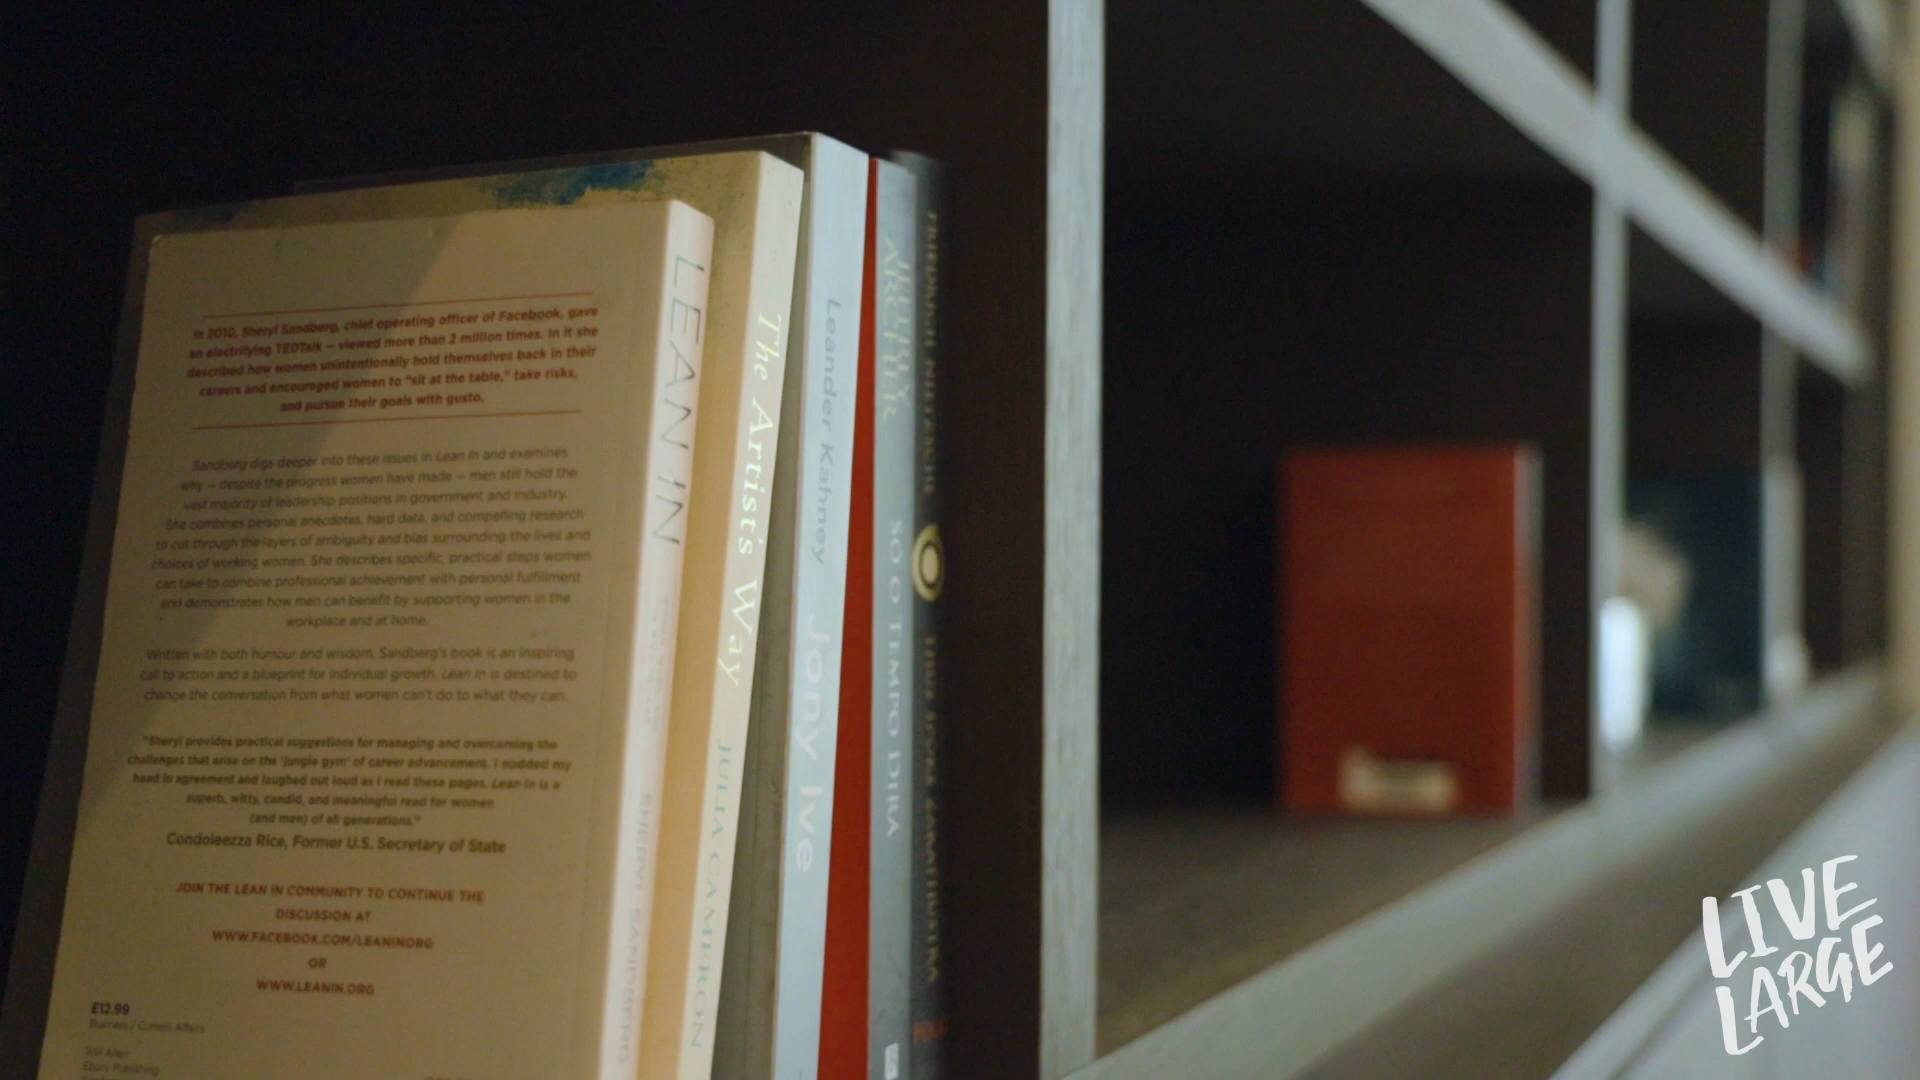 In 2010, Sheryl Sandberg, chief operating officer of Facebook, gave
an electrifying TEDTalk – viewed more than 2 million times. In it she
described how women unintentionally hold themselves back in their
careers and encouraged women to "sit at the table," take risks,
and pursue their goals with gusto.
Sandberg digs deeper into these issues in Lean In and examines
why – despite the progress women have made – men still hold the
vast majority of leadership positions in government and industry.
She combines personal anecdotes, hard data, and compelling research
to cut through the layers of ambiguity and bias surrounding the lives and
choices of working women. She describes specific, practical steps women
can take to combine professional achievement with personal fulfillment
and demonstrates how men can benefit by supporting women in the
workplace and at home.
Written with both humour and wisdom, Sandberg's book is an inspiring
call to action and a blueprint for individual growth. Lean In is destined to
change the conversation from what women can't do to what they can.
"Sheryl provides practical suggestions for managing and overcoming the
challenges that arise on the 'jungle gym' of career advancement. I nodded my
head in agreement and laughed out loud as I read these pages. Lean In is a
superb, witty, candid, and meaningful read for women
(and men) of all generations."
Condoleezza Rice, Former U.S. Secretary of State
JOIN THE LEAN IN COMMUNITY TO CONTINUE THE
DISCUSSION AT
WWW.FACEBOOK.COM/LEANINORG
OR
WWW.LEANIN.ORG
£12.99
Business / Current Affairs
WH Allen
Ebury Publishing
LEAN IN
SHERYL SANDBERG
The Artist's Way
JULIA CAMERON
Leander Kahney
Jony Ive
JEFFREY
ARCHER
SÓ O TEMPO DIRÁ
FRIEDRICH NIETZSCHE
THUS SPOKE ZARATHUSTRA
LIVE
LARGE